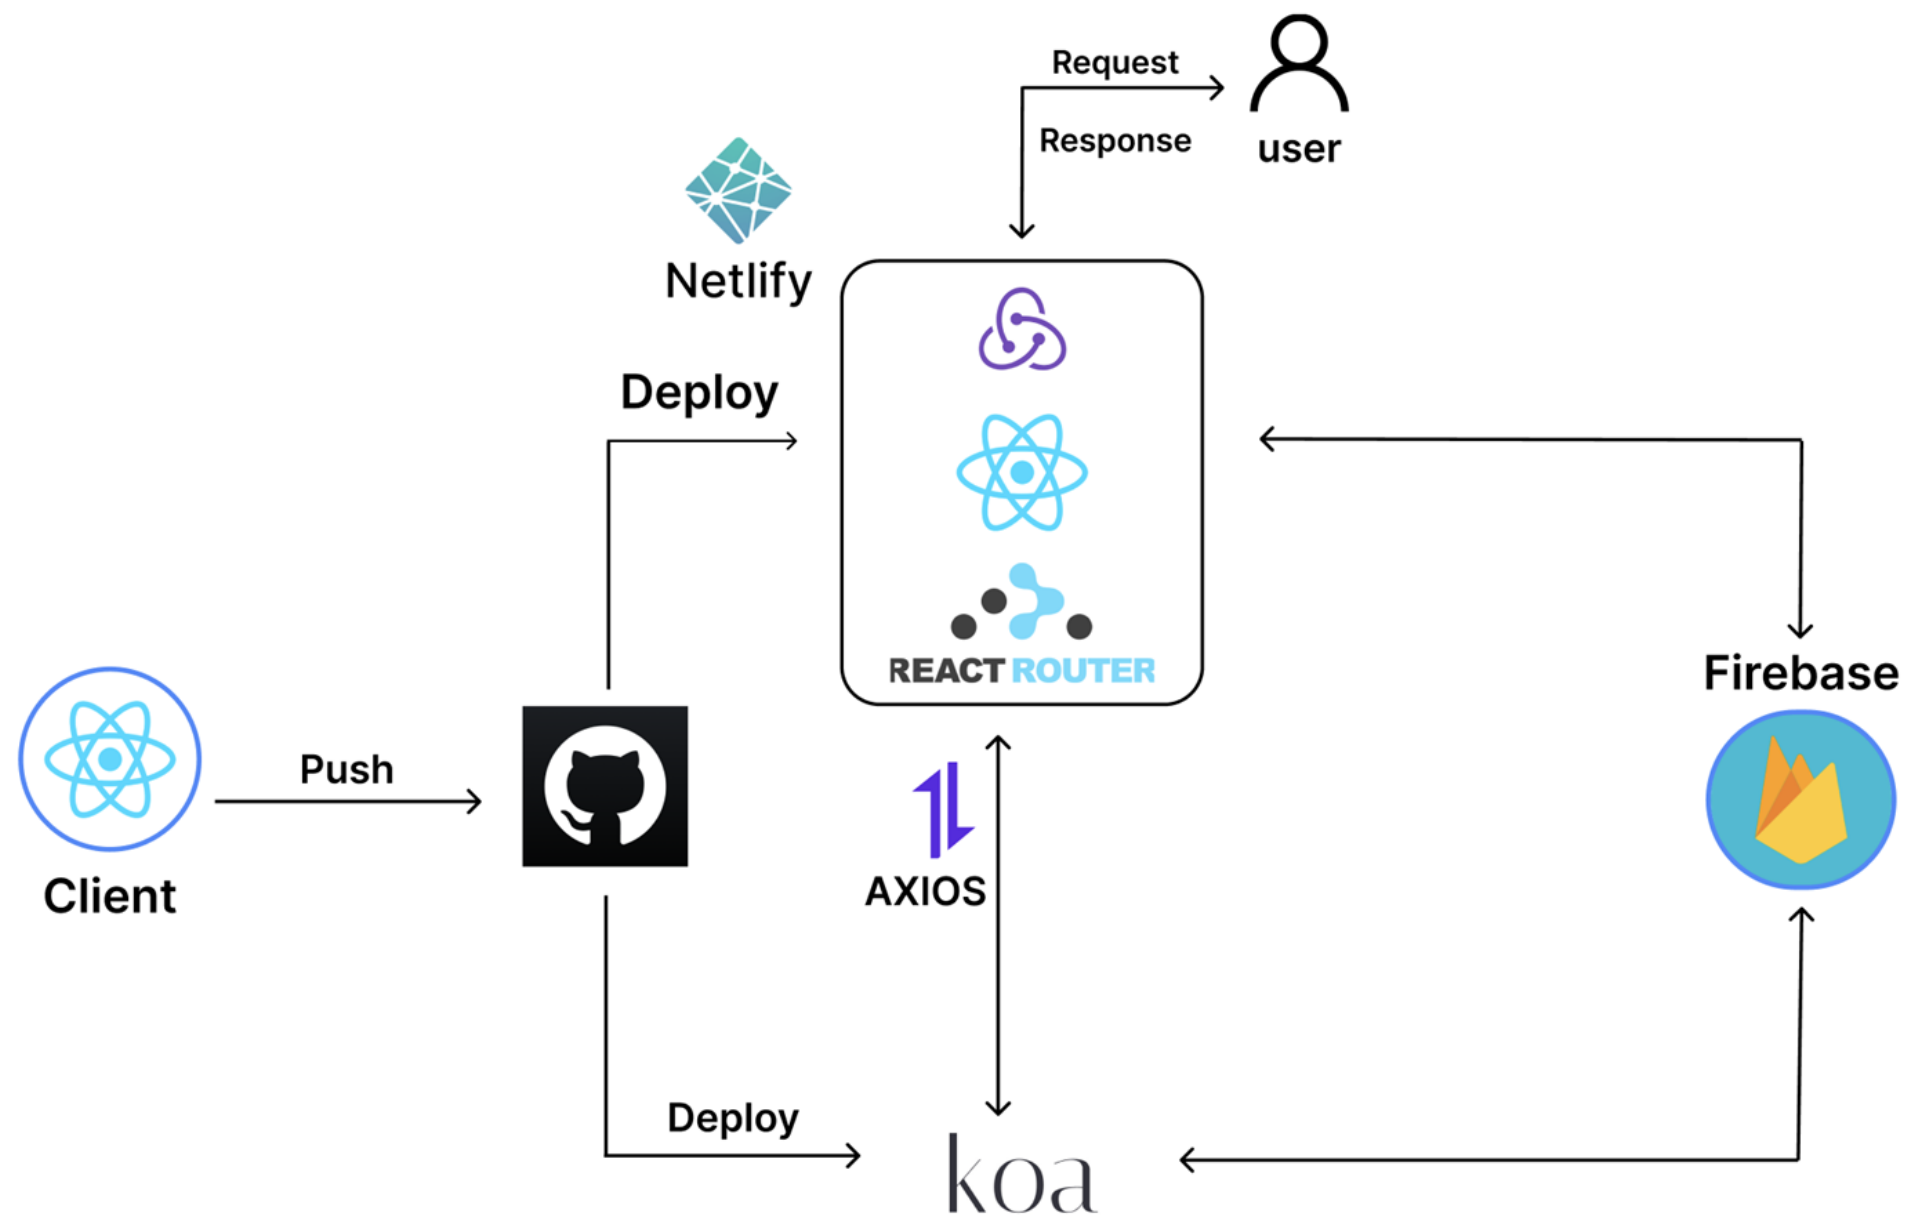 Request
Response
user
Netlify
Deploy
REACT ROUTER
Firebase
Push
Client
AXIOS
Deploy
koa